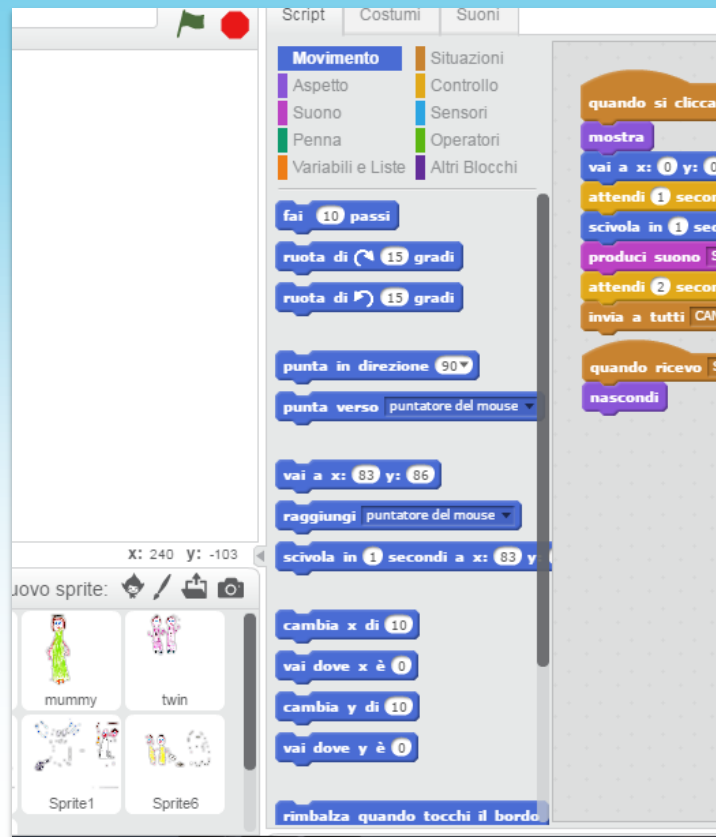 Script Costumi Suoni
Movimento Situazioni
Aspetto Controllo
Suono Sensori
Penna Operatori
Variabili e Liste Altri Blocchi
fai 10 passi
ruota di 15 gradi
ruota di 15 gradi
punta in direzione 90
punta verso puntatore del mouse
vai a x: 83 y: 86
raggiungi puntatore del mouse
scivola in 1 secondi a x: 83 y
cambia x di 10
vai dove x è 0
cambia y di 10
vai dove y è 0
rimbalza quando tocchi il bordo
quando si clicca
mostra
vai a x: 0 y: 0
attendi 1 secon
scivola in 1 sec
produci suono S
attendi 2 secon
invia a tutti CAM
quando ricevo S
nascondi
x: 240 y: -103
uovo sprite:
mummy twin
Sprite1 Sprite6